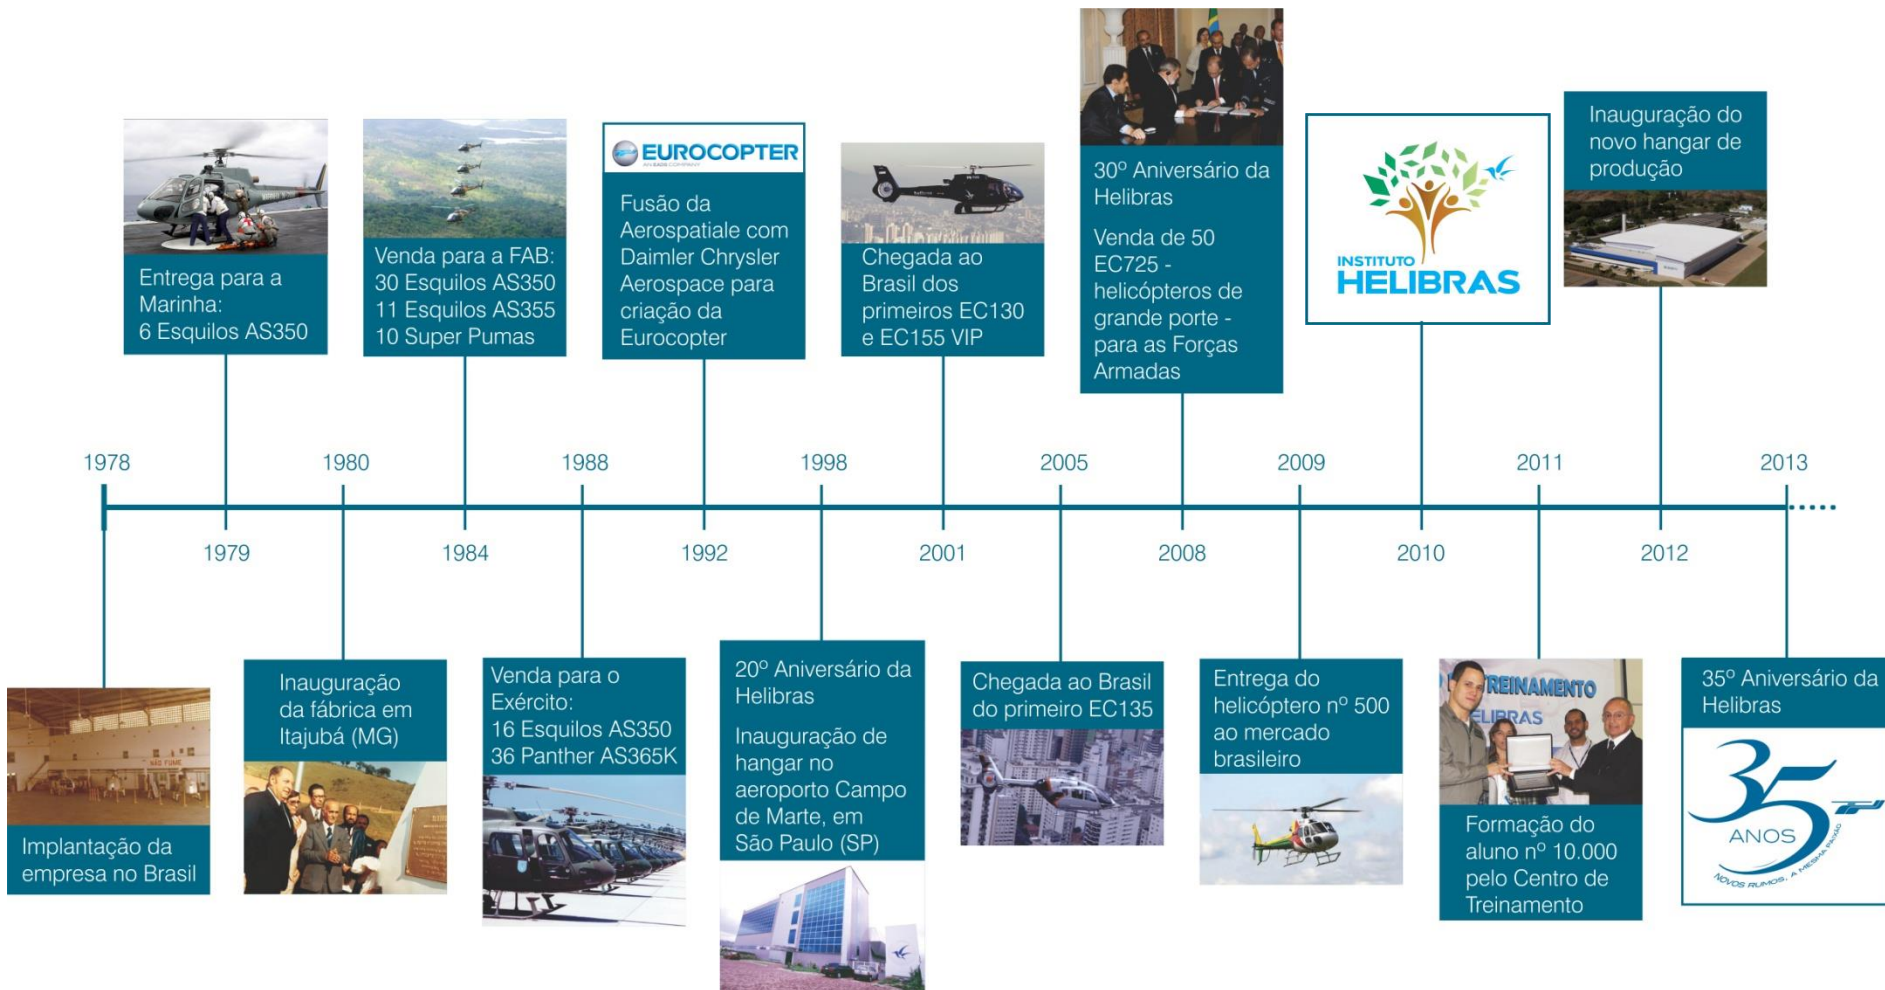 Entrega para a
Marinha:
6 Esquilos AS350
Venda para a FAB:
30 Esquilos AS350
11 Esquilos AS355
10 Super Pumas
EUROCOPTER
AN EADS COMPANY
Fusão da
Aerospatiale com
Daimler Chrysler
Aerospace para
criação da
Eurocopter
Chegada ao
Brasil dos
primeiros EC130
e EC155 VIP
30º Aniversário da
Helibras
Venda de 50
EC725 -
helicópteros de
grande porte -
para as Forças
Armadas
INSTITUTO
HELIBRAS
Inauguração do
novo hangar de
produção
1978
1980
1988
1998
2005
2009
2011
2013
1979
1984
1992
2001
2008
2010
2012
NÃO FUME
Implantação da
empresa no Brasil
Inauguração
da fábrica em
Itajubá (MG)
Venda para o
Exército:
16 Esquilos AS350
36 Panther AS365K
20º Aniversário da
Helibras
Inauguração de
hangar no
aeroporto Campo
de Marte, em
São Paulo (SP)
Chegada ao Brasil
do primeiro EC135
Entrega do
helicóptero nº 500
ao mercado
brasileiro
TREINAMENTO
ELIBRAS
Formação do
aluno nº 10.000
pelo Centro de
Treinamento
35º Aniversário da
Helibras
35
ANOS
NOVOS RUMOS, A MESMA PAIXÃO